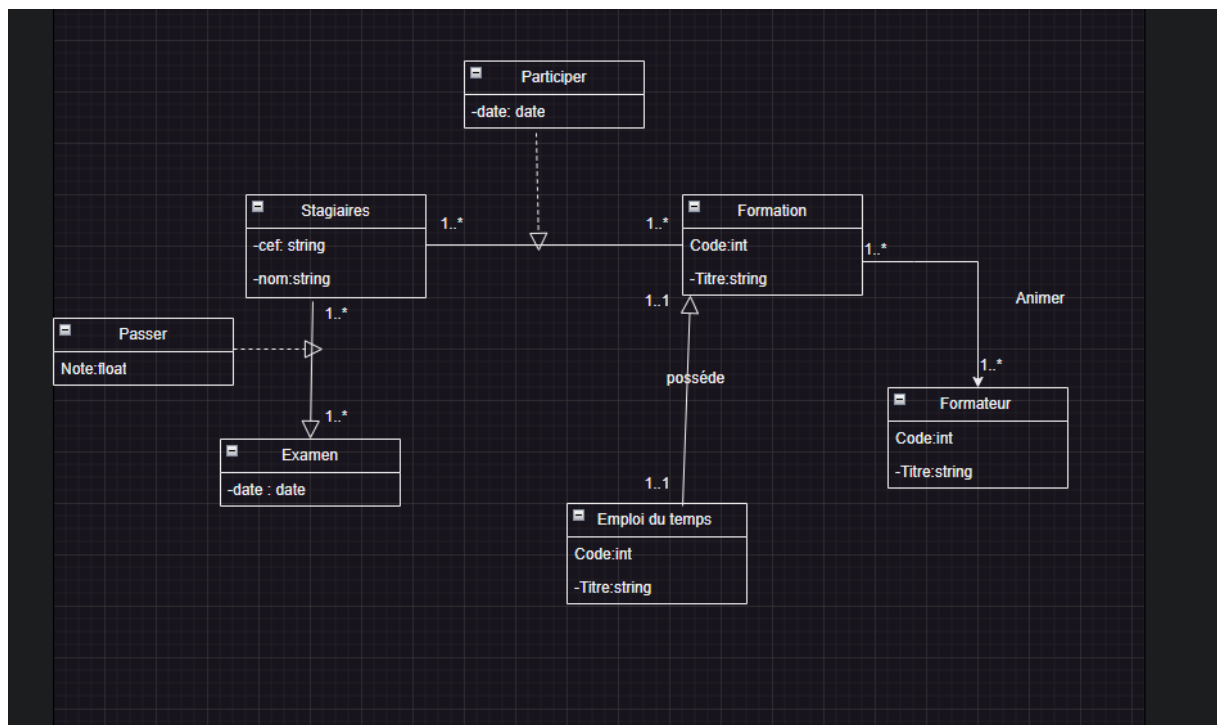 Participer
-date: date
Stagiaires
-cef: string
-nom:string
1..*
1..*
Formation
Code:int
-Titre:string
1..*
Animer
1..*
Passer
Note:float
1..*
1..*
Examen
-date : date
1..1
posséde
1..1
Emploi du temps
Code:int
-Titre:string
Formateur
Code:int
-Titre:string